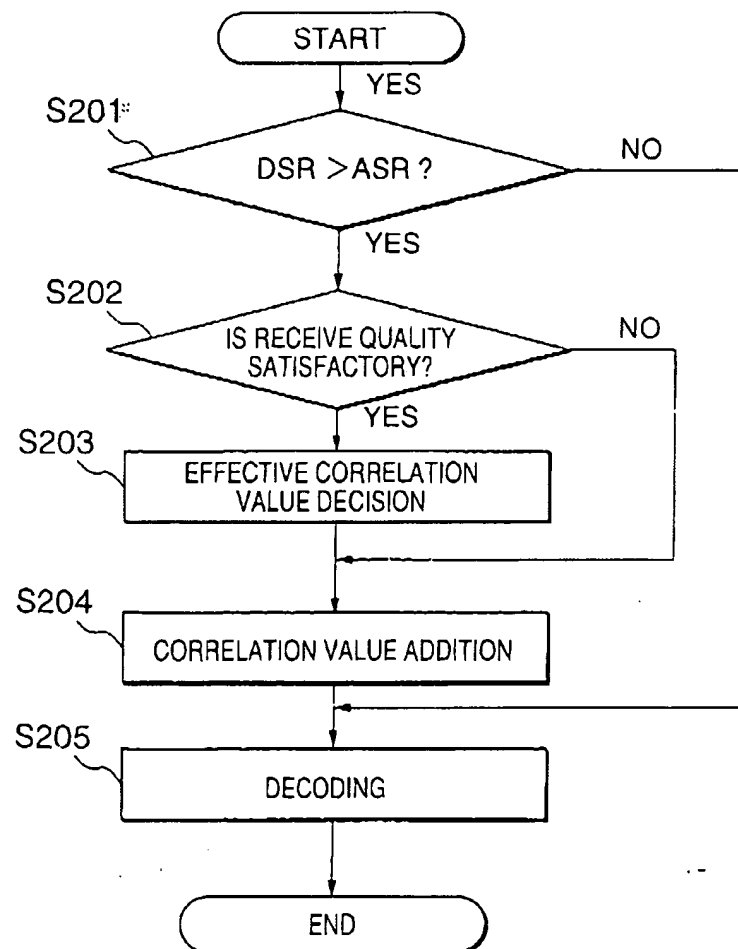 START
YES
S201
DSR >ASR ?
NO
YES
S202
IS RECEIVE QUALITY
SATISFACTORY?
NO
YES
S203
EFFECTIVE CORRELATION
VALUE DECISION
S204
CORRELATION VALUE ADDITION
S205
DECODING
END